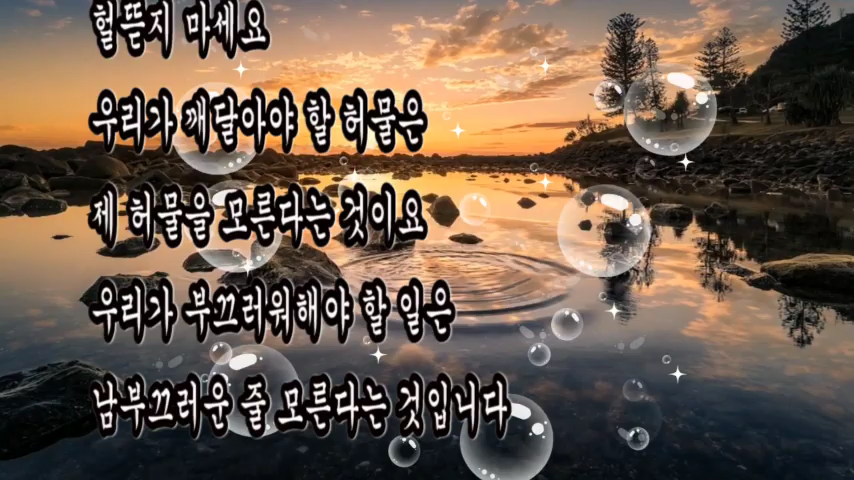 헐뜯지 마세요
우리가 깨달아야 할 허물은
제 허물을 모른다는 것이요
우리가 부끄러워해야 할 일은
남부끄러운 줄 모른다는 것입니다